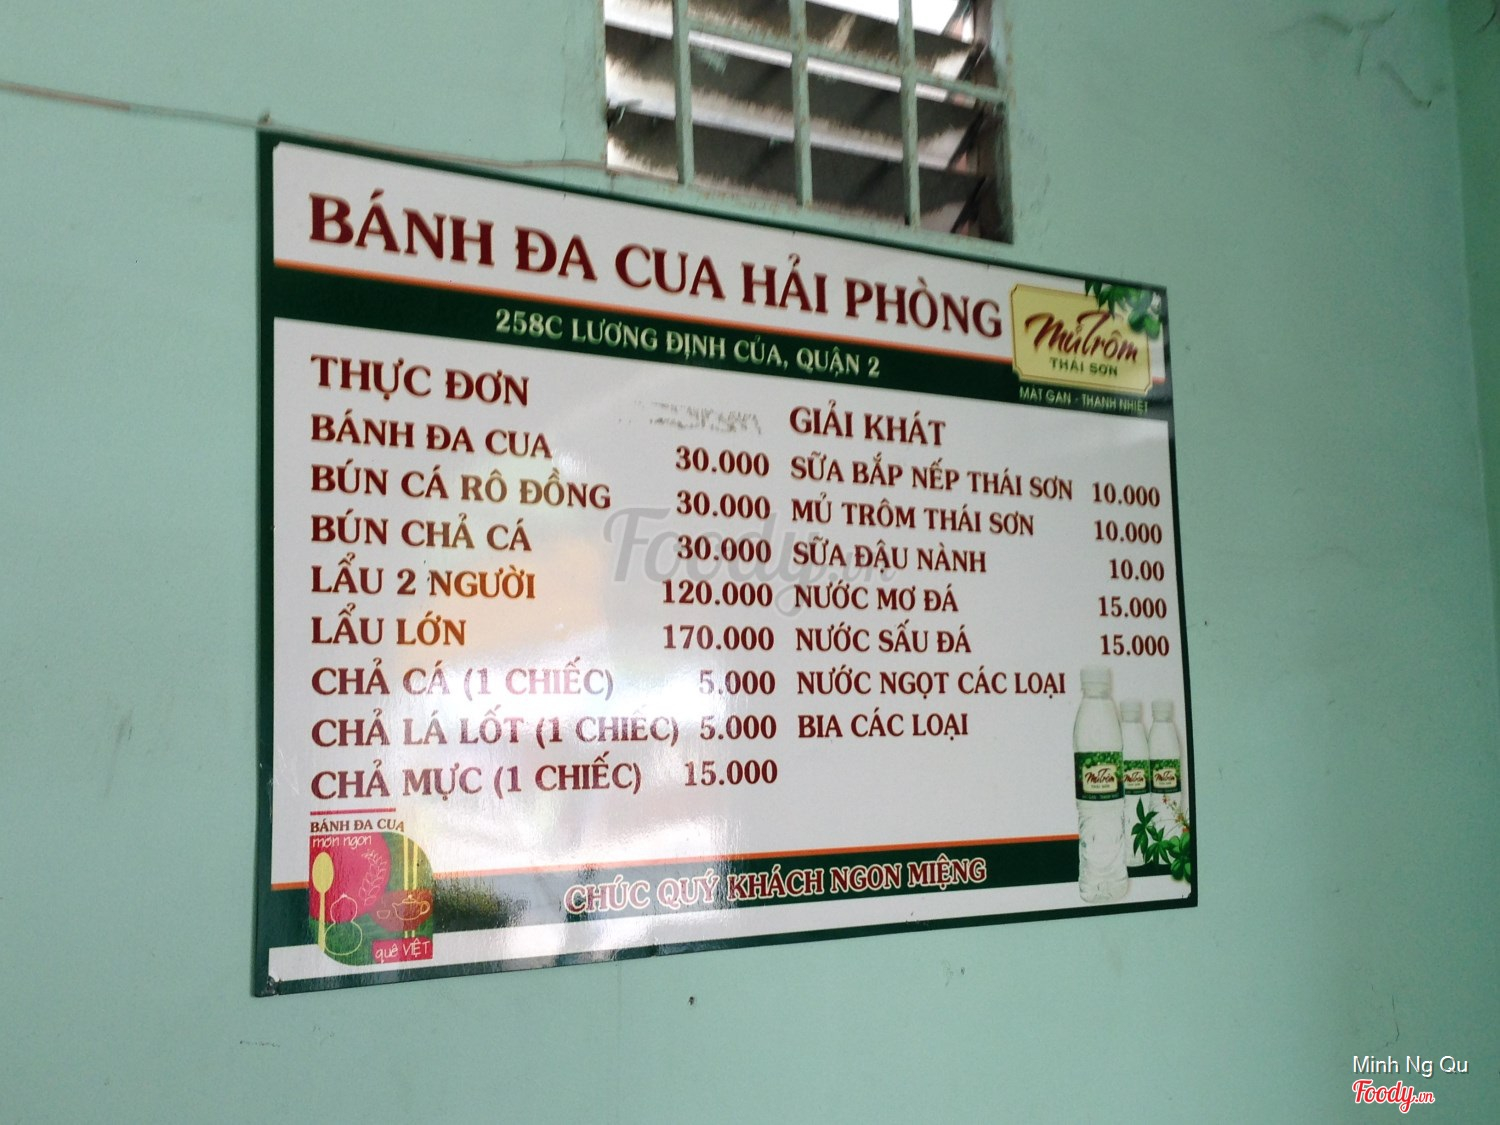 BÁNH ĐA CUA HẢI PHÒNG
258C LƯƠNG ĐỊNH CỦA, QUẬN 2
MủTrôm
THÁI SƠN
MÁT GAN - THANH NHIỆT
THỰC ĐƠN
BÁNH ĐA CUA 30.000
BÚN CÁ RÔ ĐỒNG 30.000
BÚN CHẢ CÁ 30.000
LẨU 2 NGƯỜI 120.000
LẨU LỚN 170.000
CHẢ CÁ (1 CHIẾC) 5.000
CHẢ LÁ LỐT (1 CHIẾC) 5.000
CHẢ MỰC (1 CHIẾC) 15.000
GIẢI KHÁT
SỮA BẮP NẾP THÁI SƠN 10.000
MỦ TRÔM THÁI SƠN 10.000
SỮA ĐẬU NÀNH 10.00
NƯỚC MƠ ĐÁ 15.000
NƯỚC SẤU ĐÁ 15.000
NƯỚC NGỌT CÁC LOẠI
BIA CÁC LOẠI
MủTrôm
MủTrôm
MủTrôm
BÁNH ĐA CUA
món ngon
quê VIỆT
CHÚC QUÝ KHÁCH NGON MIỆNG
Foody.vn
Minh Ng Qu
Foody.vn